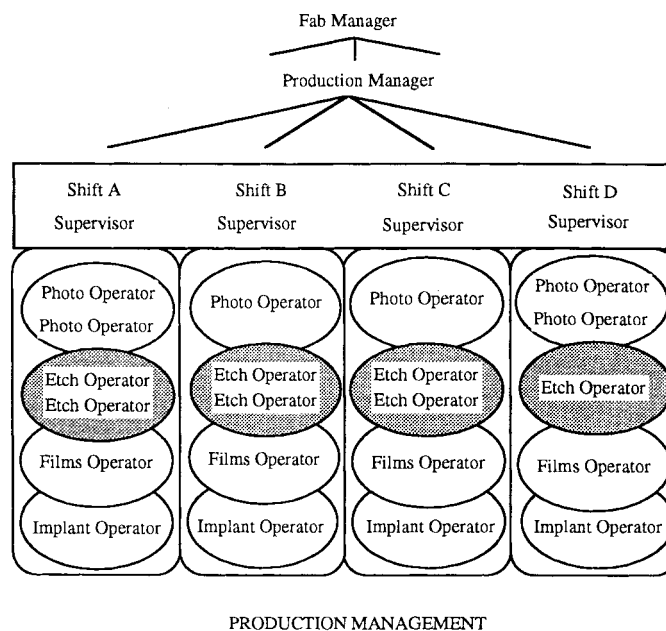 Fab Manager
Production Manager
Shift A
Supervisor
Shift B
Supervisor
Shift C
Supervisor
Shift D
Supervisor
Photo Operator
Photo Operator
Etch Operator
Etch Operator
Films Operator
Implant Operator
Photo Operator
Etch Operator
Etch Operator
Films Operator
Implant Operator
Photo Operator
Etch Operator
Etch Operator
Films Operator
Implant Operator
Photo Operator
Photo Operator
Etch Operator
Films Operator
Implant Operator
PRODUCTION MANAGEMENT